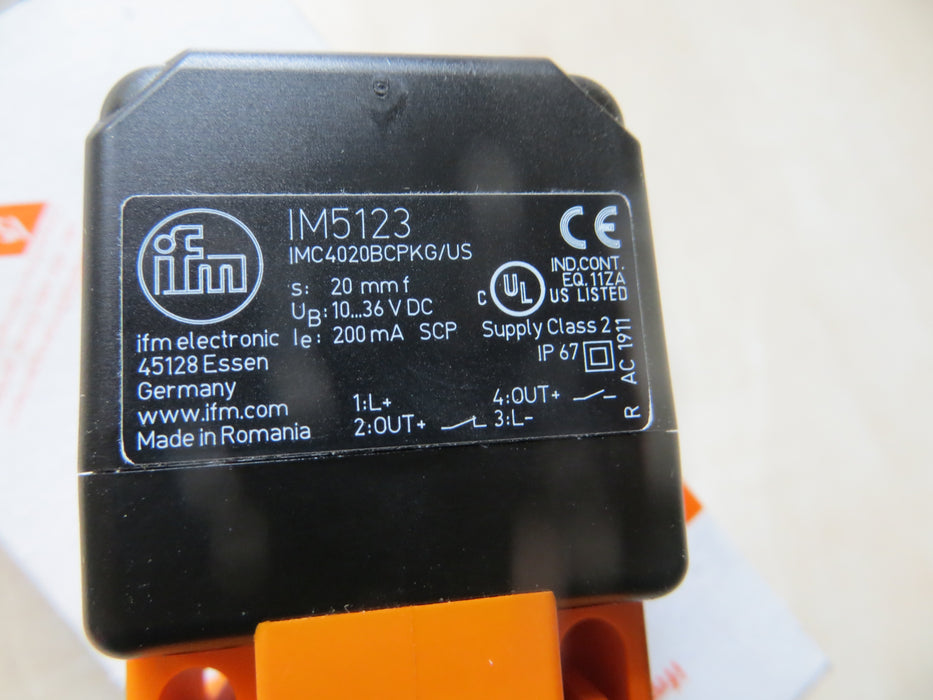 ifm
IM5123
IMC4020BCPKG/US
s: 20 mm f
UB: 10...36 V DC
Ie: 200 mA SCP
ifm electronic
45128 Essen
Germany
www.ifm.com
Made in Romania
1:L+
2:OUT+
4:OUT+
3:L-
CE
C UL US LISTED
IND.CONT.
EQ.11ZA
Supply Class 2
IP 67
R AC 1911